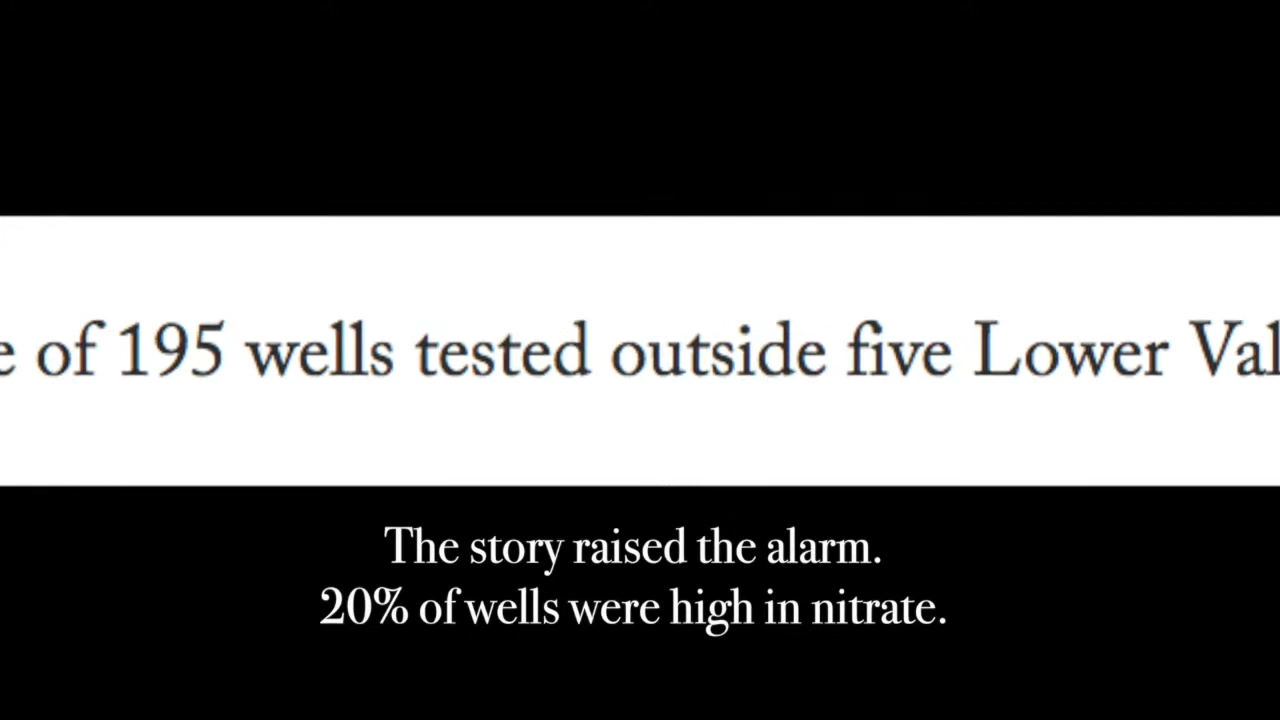 e of 195 wells tested outside five Lower Val
The story raised the alarm.
20% of wells were high in nitrate.